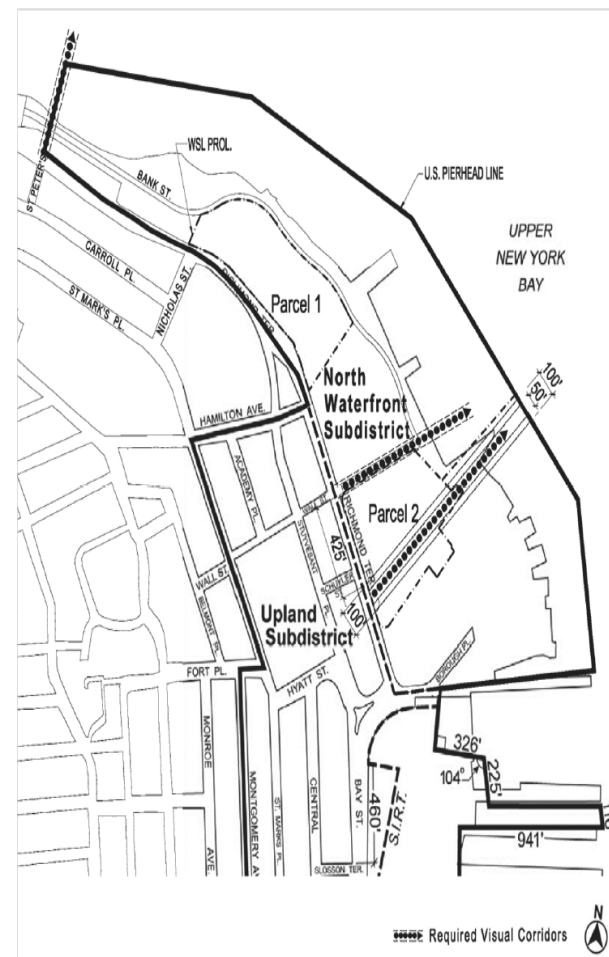 ST PETER'S
WSL PROL.
BANK ST.
U.S. PIERHEAD LINE
UPPER
NEW YORK
BAY
CARROLL PL.
ST MARK'S PL.
NICHOLAS ST.
RICHMOND TER.
Parcel 1
North
Waterfront
Subdistrict
100'
50'
HAMILTON AVE.
ACADEMY PL.
WALL ST.
RICHMOND TER.
Parcel 2
STUYVESANT PL.
425'
SCHUYLER ST.
100'
WALL ST.
BELMONT PL.
Upland
Subdistrict
FORT PL.
HYATT ST.
BOROUGH PL.
MONROE AVE.
MONTGOMERY AV
ST. MARKS PL.
CENTRAL
BAY ST.
460'
S.I.R.T.
326'
104°
225'
941'
SLOSSON TER.
N
Required Visual Corridors